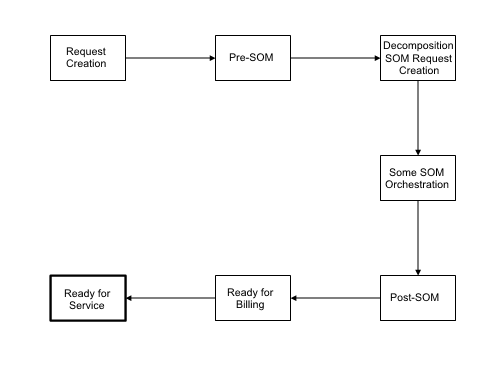 Request
Creation
Pre-SOM
Decomposition
SOM Request
Creation
Some SOM
Orchestration
Post-SOM
Ready for
Billing
Ready for
Service